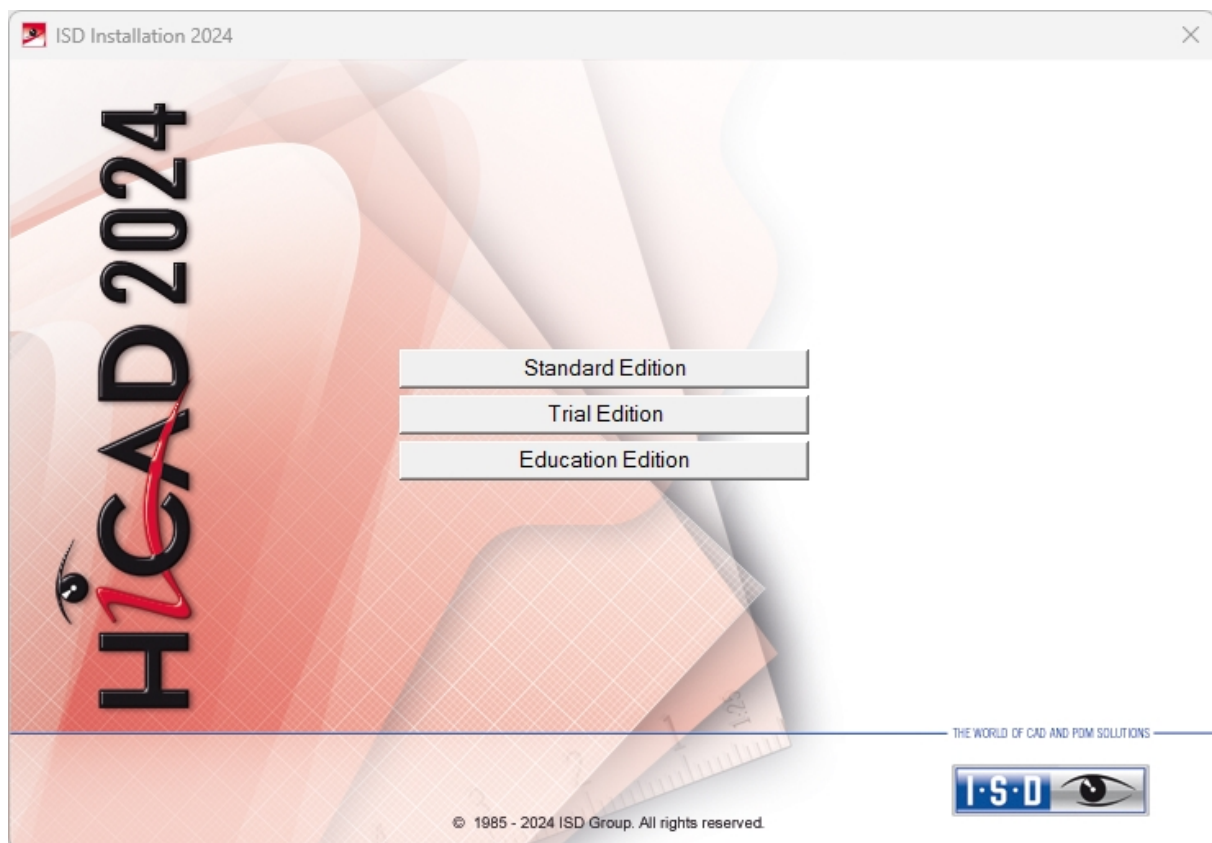 ISD Installation 2024
HiCAD 2024
Standard Edition
Trial Edition
Education Edition
THE WORLD OF CAD AND PDM SOLUTIONS
I·S·D
© 1985 - 2024 ISD Group. All rights reserved.